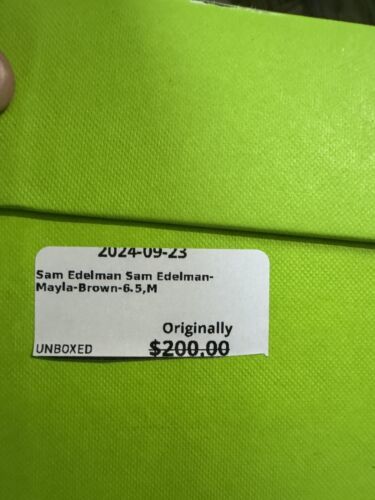 2024-09-23
Sam Edelman Sam Edelman-
Mayla-Brown-6.5,M
Originally
UNBOXED $200.00